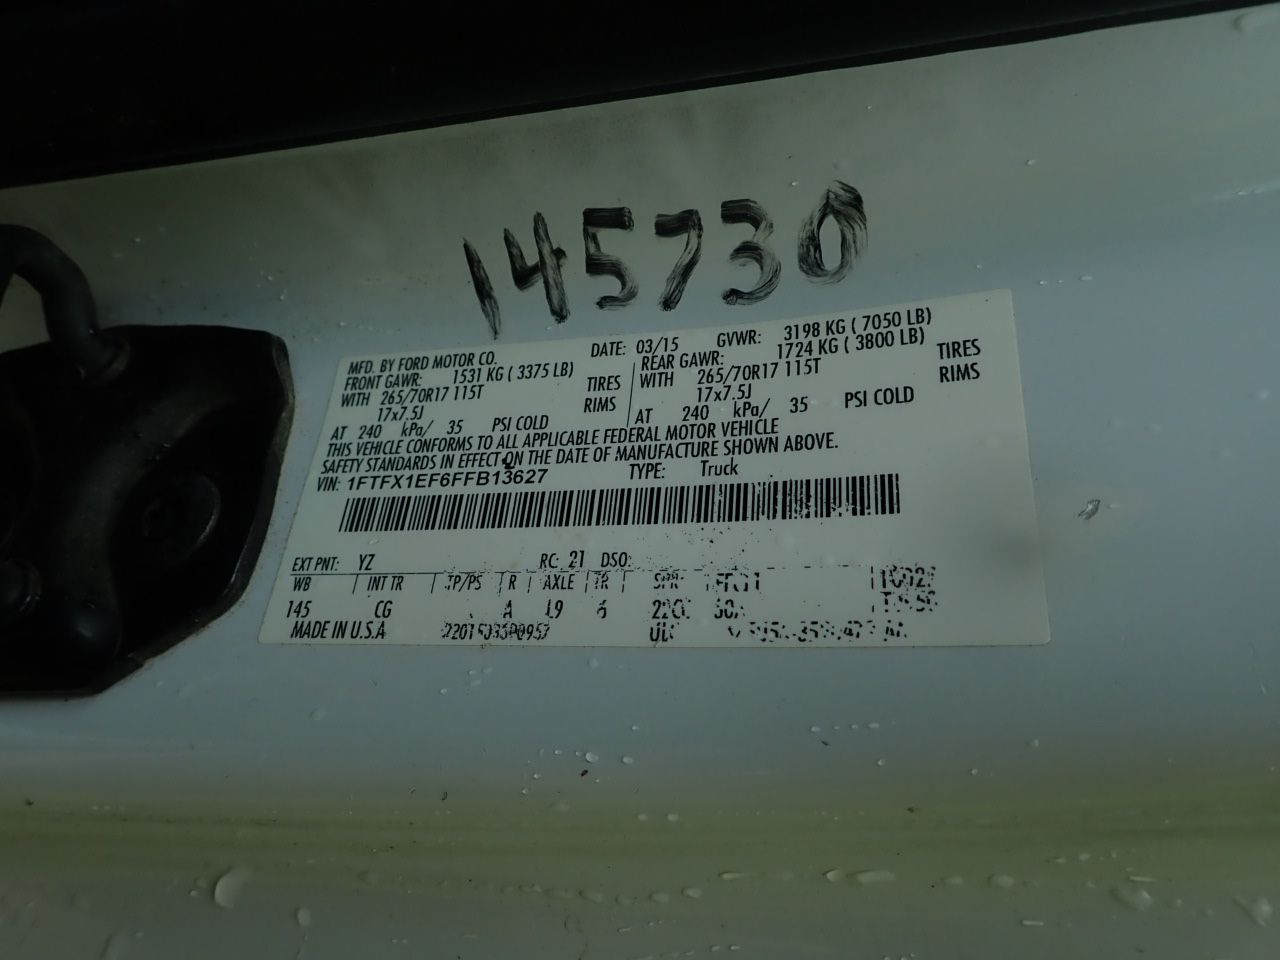 145730
MFD. BY FORD MOTOR CO. DATE: 03/15 GVWR: 3198 KG ( 7050 LB)
FRONT GAWR: 1531 KG ( 3375 LB) REAR GAWR: 1724 KG ( 3800 LB)
WITH 265/70R17 115T TIRES WITH 265/70R17 115T TIRES
17x7.5J RIMS 17x7.5J RIMS
AT 240 kPa/ 35 PSI COLD AT 240 kPa/ 35 PSI COLD
THIS VEHICLE CONFORMS TO ALL APPLICABLE FEDERAL MOTOR VEHICLE
SAFETY STANDARDS IN EFFECT ON THE DATE OF MANUFACTURE SHOWN ABOVE.
VIN: 1FTFX1EF6FFB13627 TYPE: Truck
EXT PNT: YZ RC: 21 DSO:
WB INT TR TP/PS R AXLE TR SPR
145 CG A L9 6
MADE IN U.S.A